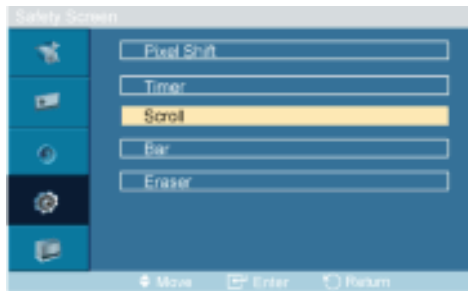 Safety Screen
Pixel Shift
Timer
Scroll
Bar
Eraser
Move Enter Return